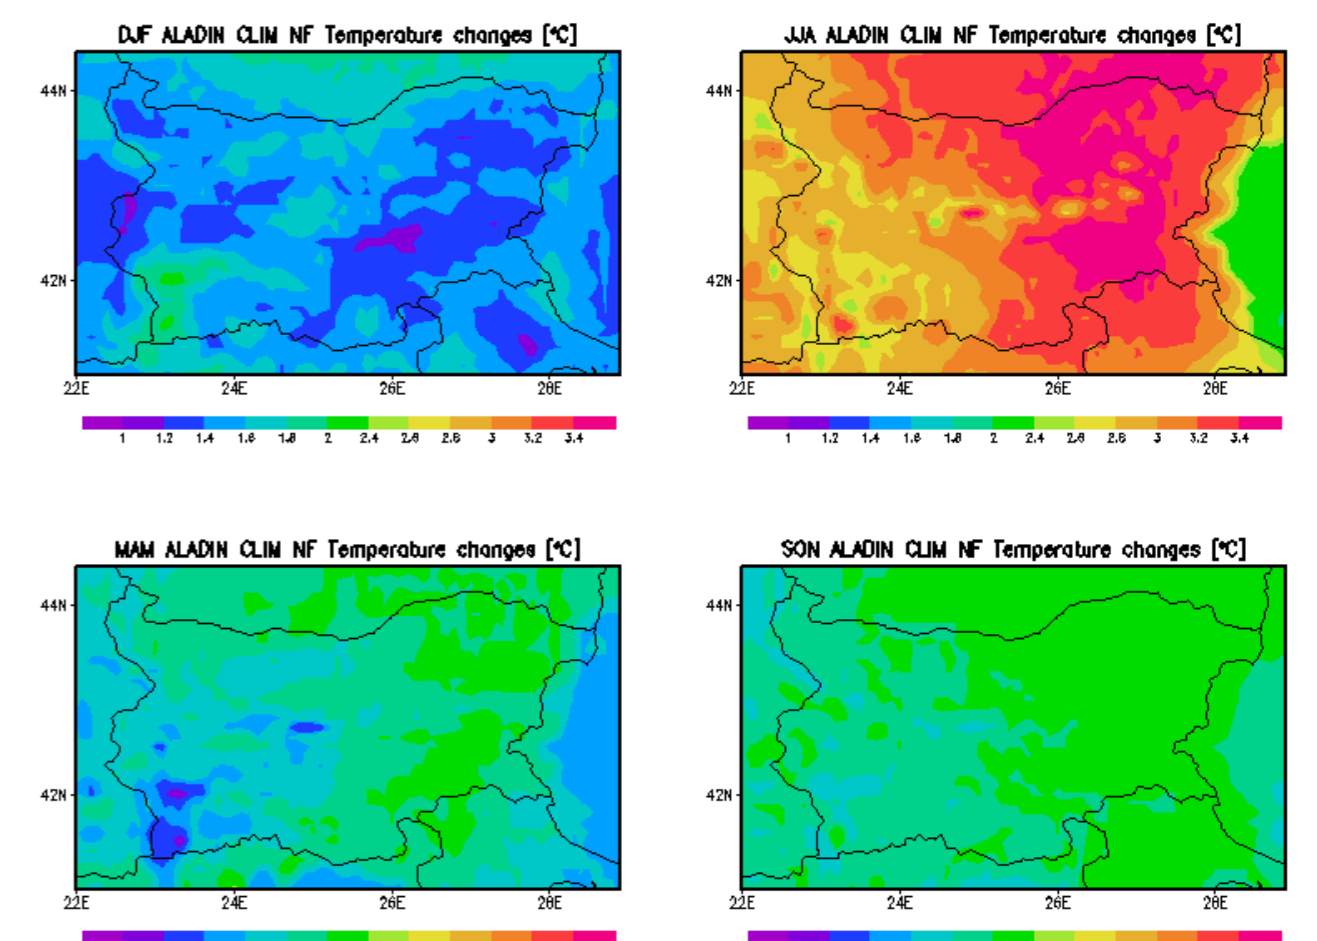 DJF ALADIN CLIM NF Temperature changes [°C]
JJA ALADIN CLIM NF Temperature changes [°C]
44N
44N
42N
42N
22E 24E 26E 28E
22E 24E 26E 28E
1 1.2 1.4 1.6 1.8 2 2.4 2.6 2.8 3 3.2 3.4
1 1.2 1.4 1.6 1.8 2 2.4 2.6 2.8 3 3.2 3.4
MAM ALADIN CLIM NF Temperature changes [°C]
SON ALADIN CLIM NF Temperature changes [°C]
44N
44N
42N
42N
22E 24E 26E 28E
22E 24E 26E 28E